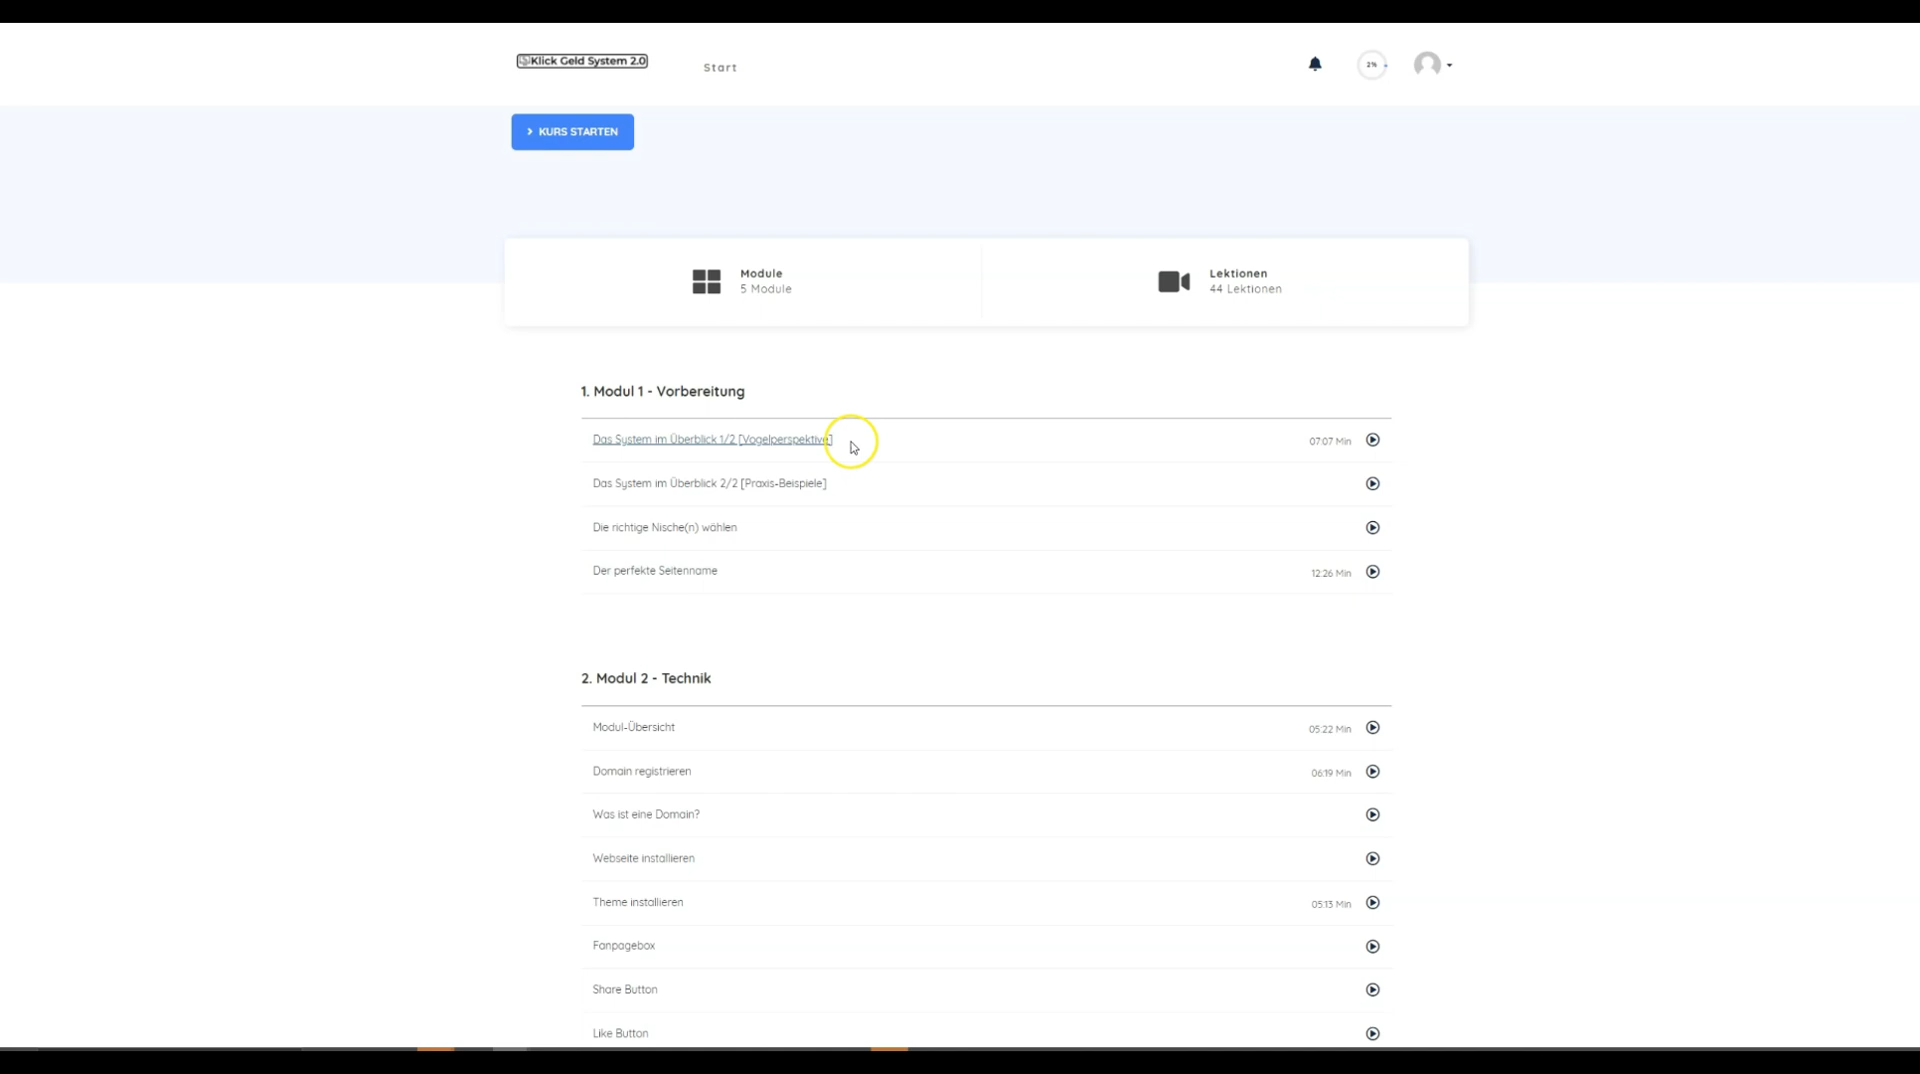 Klick Geld System 2.0
Start
2%
KURS STARTEN
Module
5 Module
Lektionen
44 Lektionen
1. Modul 1 - Vorbereitung
Das System im Überblick 1/2 [Vogelperspektive]
07:07 Min
Das System im Überblick 2/2 [Praxis-Beispiele]
Die richtige Nische(n) wählen
Der perfekte Seitenname
12:26 Min
2. Modul 2 - Technik
Modul-Übersicht
05:22 Min
Domain registrieren
06:19 Min
Was ist eine Domain?
Webseite installieren
Theme installieren
05:13 Min
Fanpagebox
Share Button
Like Button